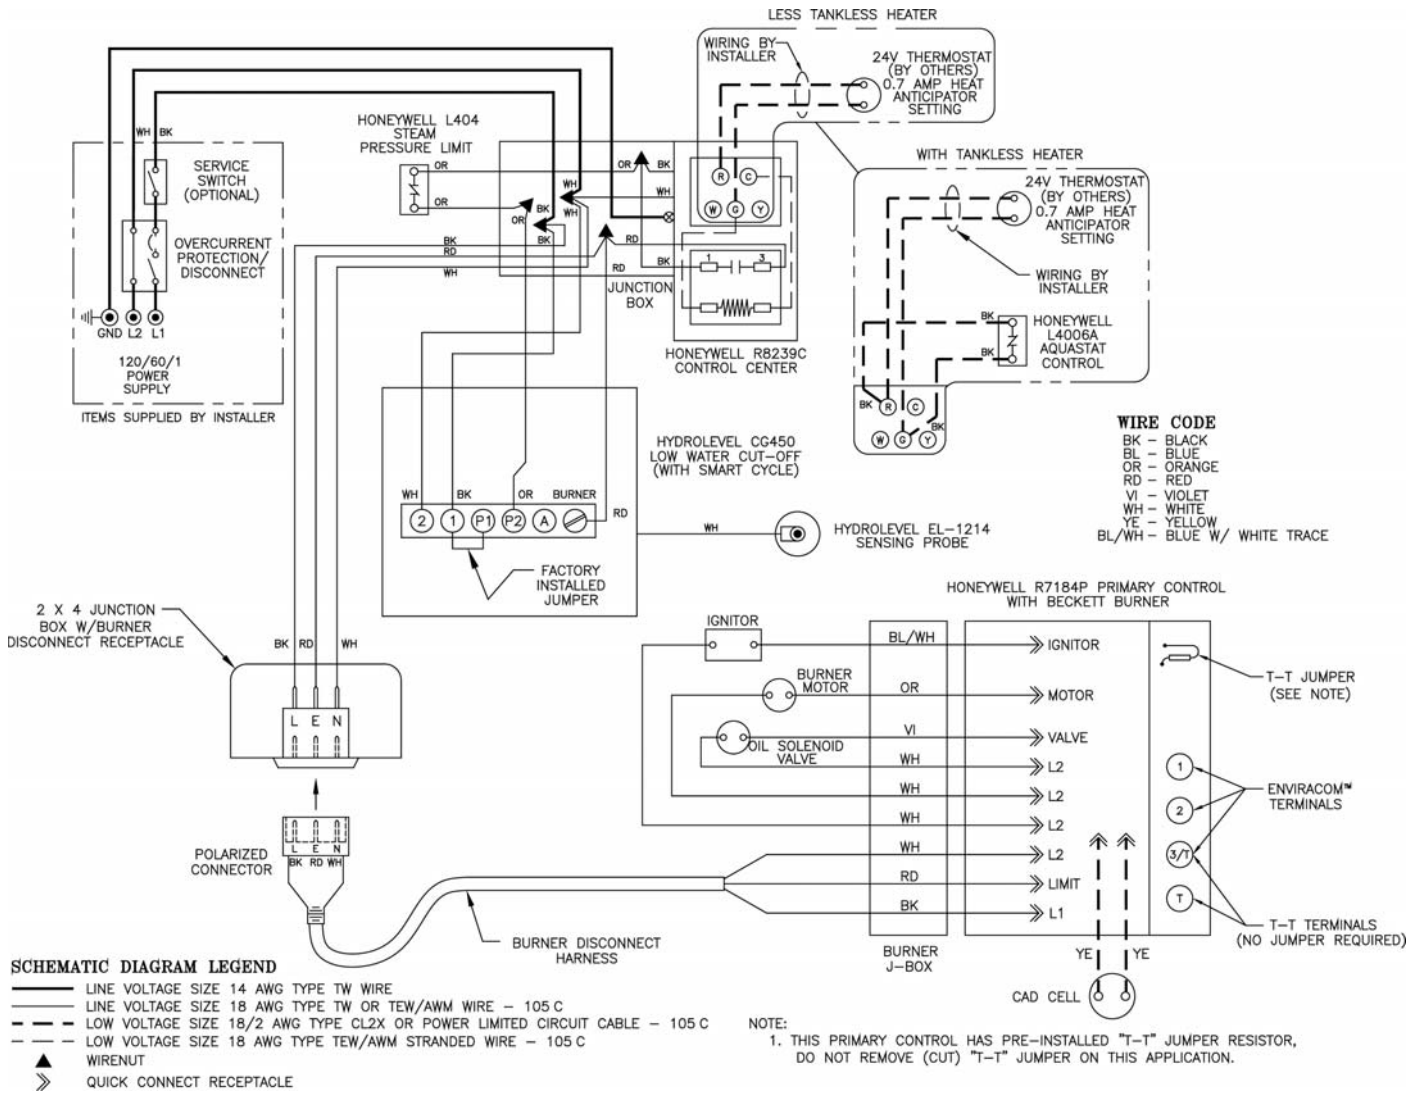 LESS TANKLESS HEATER
WIRING BY
INSTALLER
24V THERMOSTAT
(BY OTHERS)
0.7 AMP HEAT
ANTICIPATOR
SETTING
WH BK
HONEYWELL L404
STEAM
PRESSURE LIMIT
OR
OR
SERVICE
SWITCH
(OPTIONAL)
OVERCURRENT
PROTECTION/
DISCONNECT
GND L2 L1
120/60/1
POWER
SUPPLY
ITEMS SUPPLIED BY INSTALLER
OR BK
WH
WH
WH
BK
OR
BK
RD
BK
RD
BK
RD
WH
JUNCTION
BOX
R C
W G Y
1 3
HONEYWELL R8239C
CONTROL CENTER
WITH TANKLESS HEATER
24V THERMOSTAT
(BY OTHERS)
0.7 AMP HEAT
ANTICIPATOR
SETTING
WIRING BY
INSTALLER
BK
BK
HONEYWELL
L4006A
AQUASTAT
CONTROL
BK R C
BK
W G Y
WIRE CODE
BK – BLACK
BL – BLUE
OR – ORANGE
RD – RED
VI – VIOLET
WH – WHITE
YE – YELLOW
BL/WH – BLUE W/ WHITE TRACE
HYDROLEVEL CG450
LOW WATER CUT–OFF
(WITH SMART CYCLE)
WH BK OR BURNER
2 1 P1 P2 A
RD
FACTORY
INSTALLED
JUMPER
WH
HYDROLEVEL EL–1214
SENSING PROBE
2 X 4 JUNCTION
BOX W/BURNER
DISCONNECT RECEPTACLE
BK RD WH
L E N
POLARIZED
CONNECTOR
L E N
BK RD WH
BURNER DISCONNECT
HARNESS
HONEYWELL R7184P PRIMARY CONTROL
WITH BECKETT BURNER
IGNITOR
BL/WH
IGNITOR
BURNER
MOTOR
OR
MOTOR
OIL SOLENOID
VALVE
VI
VALVE
WH L2
WH L2
WH L2
WH L2
RD LIMIT
BK L1
BURNER
J–BOX
T–T JUMPER
(SEE NOTE)
1
2
3/T
T
ENVIRACOM™
TERMINALS
T–T TERMINALS
(NO JUMPER REQUIRED)
YE YE
CAD CELL
SCHEMATIC DIAGRAM LEGEND
LINE VOLTAGE SIZE 14 AWG TYPE TW WIRE
LINE VOLTAGE SIZE 18 AWG TYPE TW OR TEW/AWM WIRE – 105 C
LOW VOLTAGE SIZE 18/2 AWG TYPE CL2X OR POWER LIMITED CIRCUIT CABLE – 105 C
LOW VOLTAGE SIZE 18 AWG TYPE TEW/AWM STRANDED WIRE – 105 C
WIRENUT
QUICK CONNECT RECEPTACLE
NOTE:
1. THIS PRIMARY CONTROL HAS PRE–INSTALLED "T–T" JUMPER RESISTOR,
DO NOT REMOVE (CUT) "T–T" JUMPER ON THIS APPLICATION.